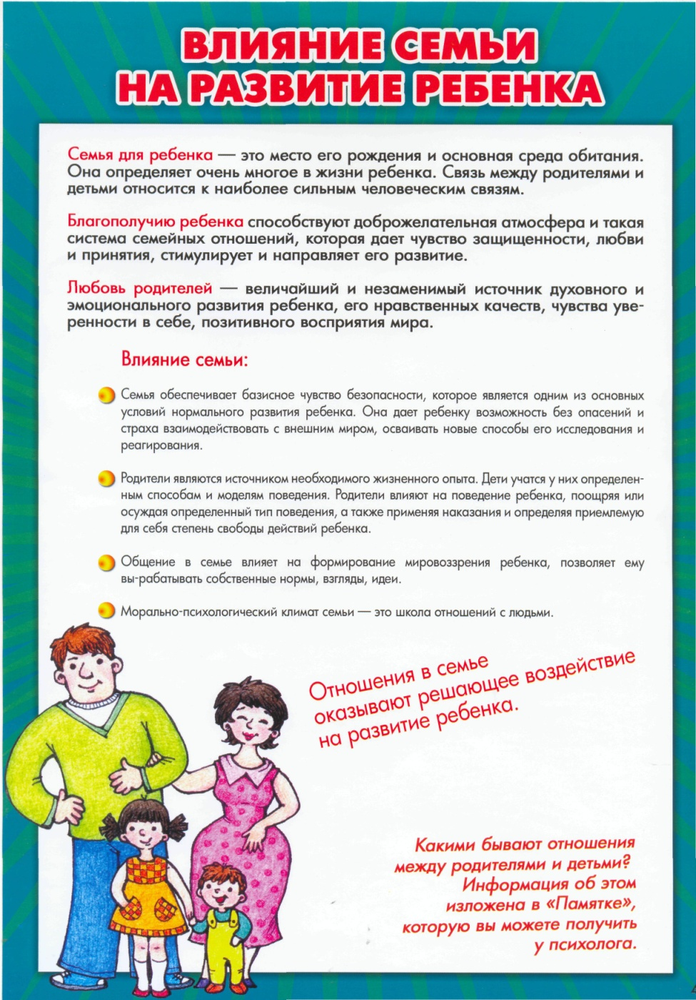 ВЛИЯНИЕ СЕМЬИ
НА РАЗВИТИЕ РЕБЕНКА
Семья для ребенка — это место его рождения и основная среда обитания.
Она определяет очень многое в жизни ребенка. Связь между родителями и
детьми относится к наиболее сильным человеческим связям.
Благополучию ребенка способствуют доброжелательная атмосфера и такая
система семейных отношений, которая дает чувство защищенности, любви
и принятия, стимулирует и направляет его развитие.
Любовь родителей — величайший и незаменимый источник духовного и
эмоционального развития ребенка, его нравственных качеств, чувства уве-
ренности в себе, позитивного восприятия мира.
Влияние семьи:
Семья обеспечивает базисное чувство безопасности, которое является одним из основных
условий нормального развития ребенка. Она дает ребенку возможность без опасений и
страха взаимодействовать с внешним миром, осваивать новые способы его исследования и
реагирования.
Родители являются источником необходимого жизненного опыта. Дети учатся у них определен-
ным способам и моделям поведения. Родители влияют на поведение ребенка, поощряя или
осуждая определенный тип поведения, а также применяя наказания и определяя приемлемую
для себя степень свободы действий ребенка.
Общение в семье влияет на формирование мировоззрения ребенка, позволяет ему
вы-рабатывать собственные нормы, взгляды, идеи.
Морально-психологический климат семьи — это школа отношений с людьми.
Отношения в семье
оказывают решающее воздействие
на развитие ребенка.
Какими бывают отношения
между родителями и детьми?
Информация об этом
изложена в «Памятке»,
которую вы можете получить
у психолога.